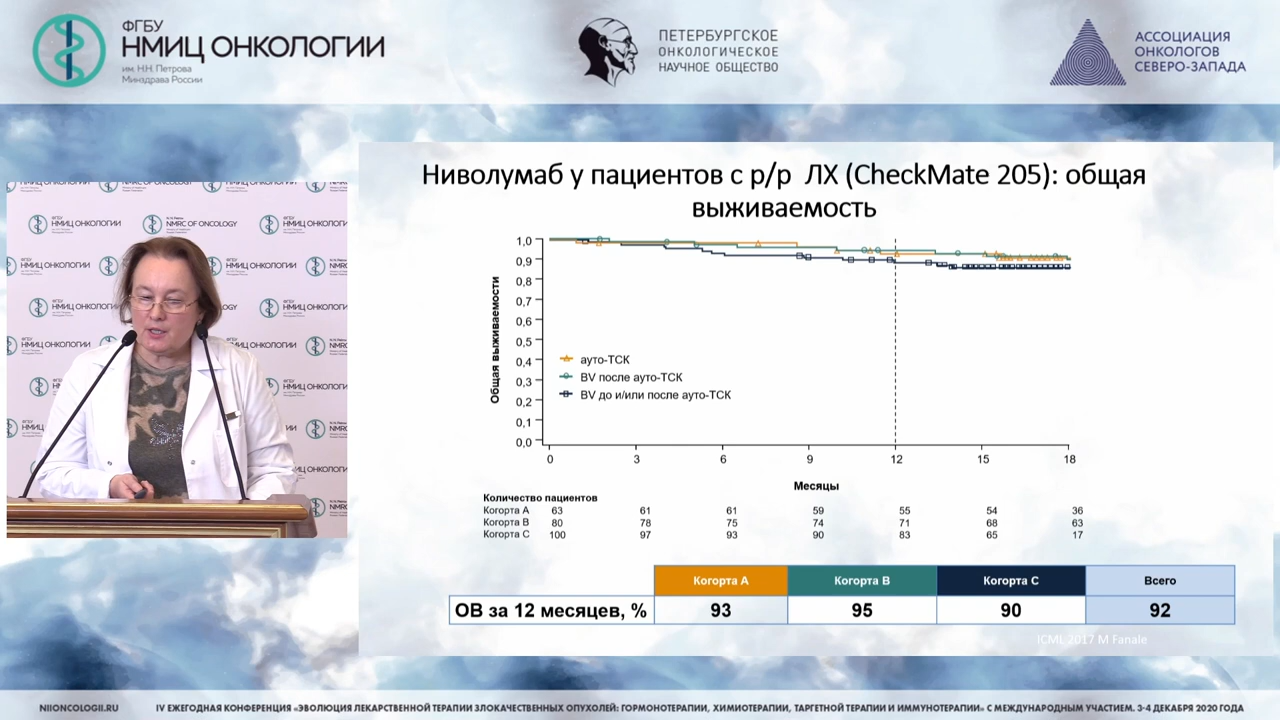 ФГБУ
НМИЦ ОНКОЛОГИИ
им. Н.Н. Петрова
Минздрава России
ПЕТЕРБУРГСКОЕ
ОНКОЛОГИЧЕСКОЕ
НАУЧНОЕ ОБЩЕСТВО
АССОЦИАЦИЯ
ОНКОЛОГОВ
СЕВЕРО-ЗАПАДА
Ниволумаб у пациентов с р/р ЛХ (CheckMate 205): общая
выживаемость
Общая выживаемости
1,0
0,9
0,8
0,7
0,6
0,5
0,4
0,3
0,2
0,1
0,0
ауто-ТСК
BV после ауто-ТСК
BV до и/или после ауто-ТСК
0 3 6 9 12 15 18
Месяцы
Количество пациентов
Когорта A 63 61 61 59 55 54 36
Когорта B 80 78 75 74 71 68 63
Когорта C 100 97 93 90 83 65 17
Когорта A Когорта B Когорта C Всего
ОВ за 12 месяцев, % 93 95 90 92
ICML 2017 M Fanale
ФГБУ
НМИЦ ОНКОЛОГИИ
NMRC OF ONCOLOGY
NIIONCOLOGII.RU
IV ЕЖЕГОДНАЯ КОНФЕРЕНЦИЯ «ЭВОЛЮЦИЯ ЛЕКАРСТВЕННОЙ ТЕРАПИИ ЗЛОКАЧЕСТВЕННЫХ ОПУХОЛЕЙ: ГОРМОНОТЕРАПИИ, ХИМИОТЕРАПИИ, ТАРГЕТНОЙ ТЕРАПИИ И ИММУНОТЕРАПИИ» С МЕЖДУНАРОДНЫМ УЧАСТИЕМ. 3-4 ДЕКАБРЯ 2020 ГОДА